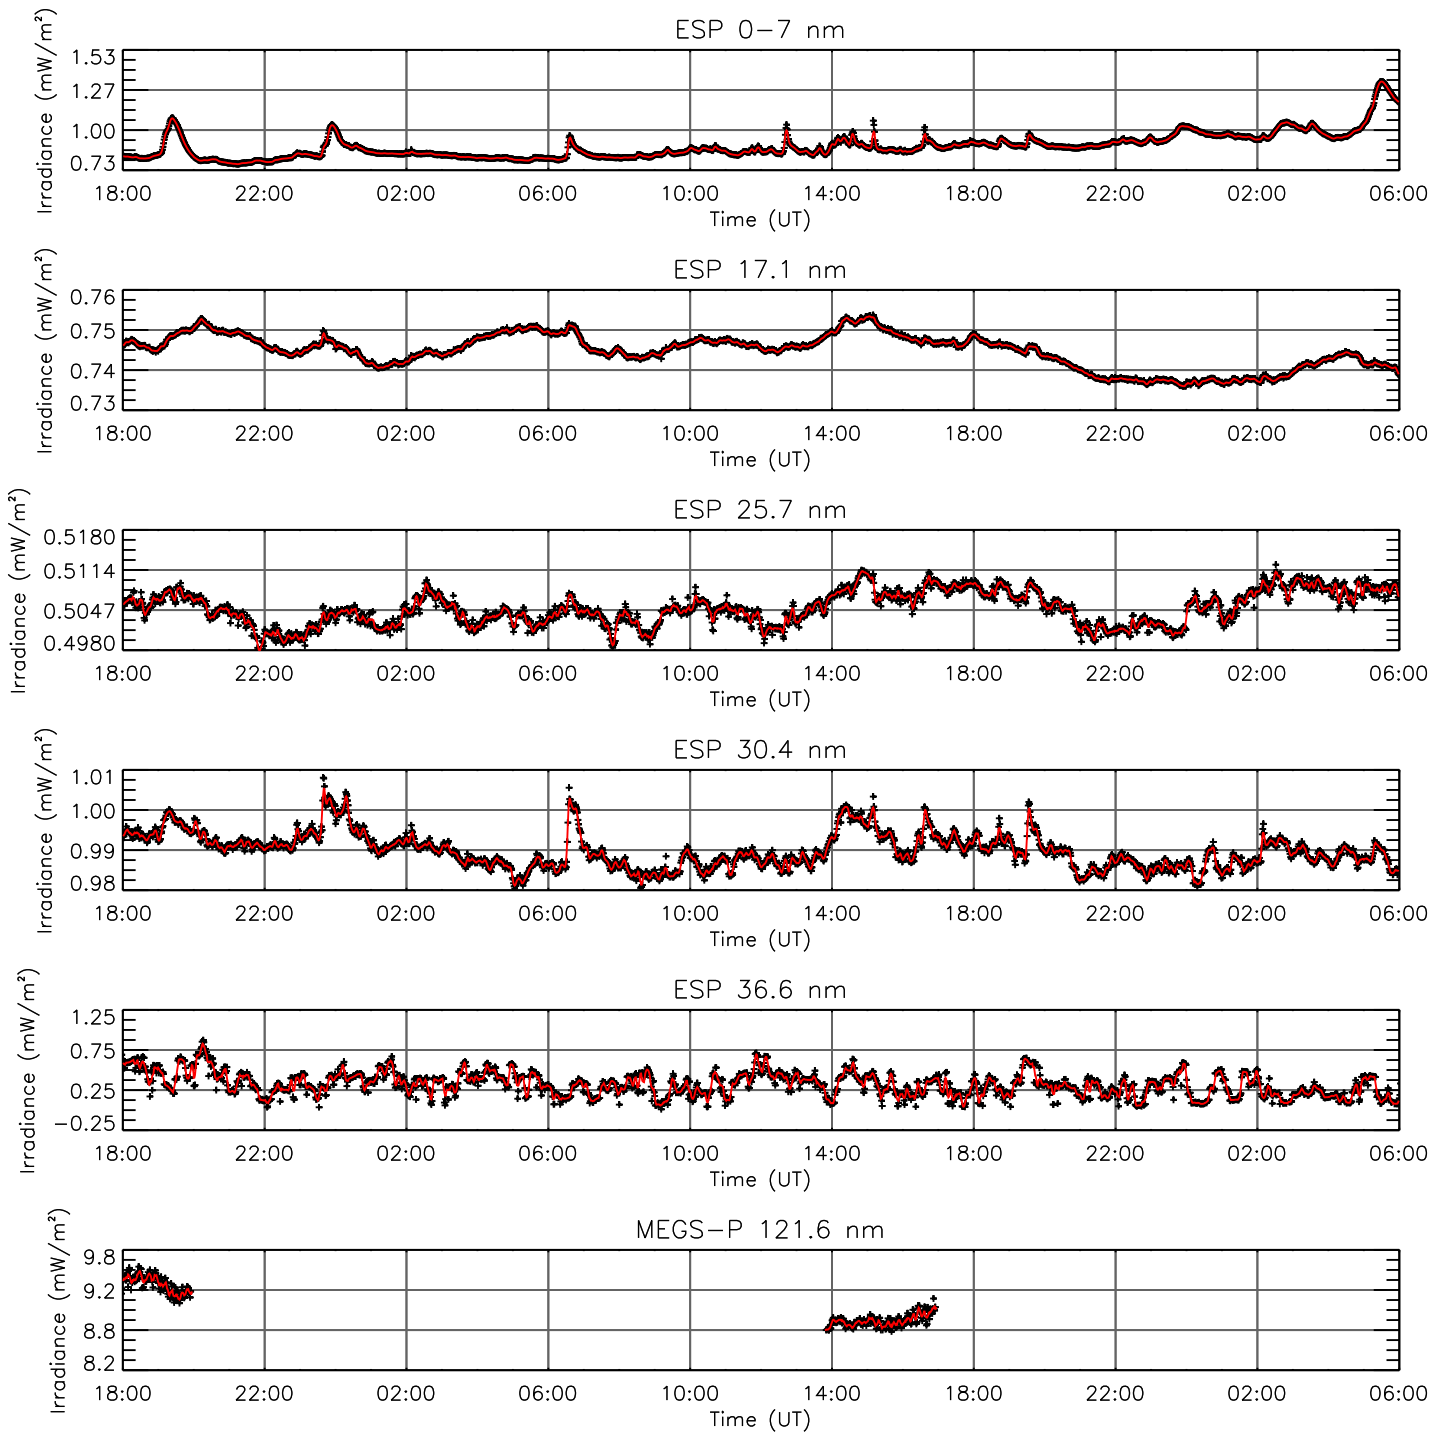 ESP 0-7 nm
Irradiance (mW/m²)
1.53
1.27
1.00
0.73
18:00 22:00 02:00 06:00 10:00 14:00 18:00 22:00 02:00 06:00
Time (UT)
ESP 17.1 nm
Irradiance (mW/m²)
0.76
0.75
0.74
0.73
18:00 22:00 02:00 06:00 10:00 14:00 18:00 22:00 02:00 06:00
Time (UT)
ESP 25.7 nm
Irradiance (mW/m²)
0.5180
0.5114
0.5047
0.4980
18:00 22:00 02:00 06:00 10:00 14:00 18:00 22:00 02:00 06:00
Time (UT)
ESP 30.4 nm
Irradiance (mW/m²)
1.01
1.00
0.99
0.98
18:00 22:00 02:00 06:00 10:00 14:00 18:00 22:00 02:00 06:00
Time (UT)
ESP 36.6 nm
Irradiance (mW/m²)
1.25
0.75
0.25
-0.25
18:00 22:00 02:00 06:00 10:00 14:00 18:00 22:00 02:00 06:00
Time (UT)
MEGS-P 121.6 nm
Irradiance (mW/m²)
9.8
9.2
8.8
8.2
18:00 22:00 02:00 06:00 10:00 14:00 18:00 22:00 02:00 06:00
Time (UT)